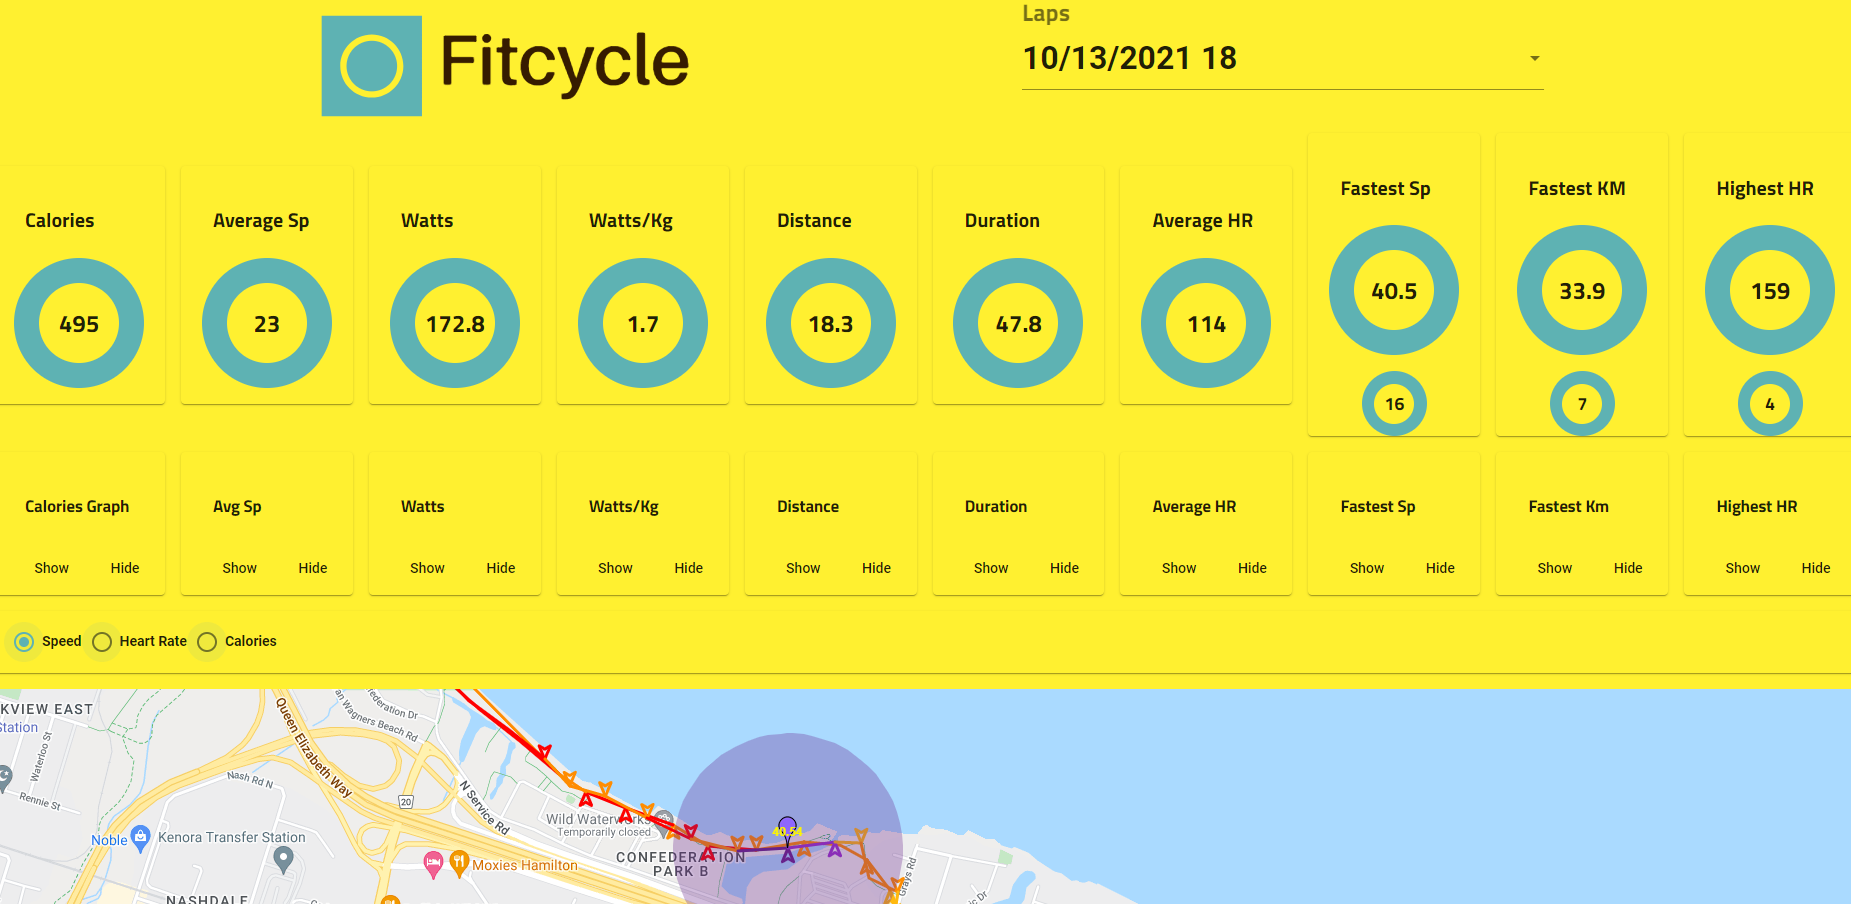 Fitcycle
Laps
10/13/2021 18
Calories
495
Average Sp
23
Watts
172.8
Watts/Kg
1.7
Distance
18.3
Duration
47.8
Average HR
114
Fastest Sp
40.5
16
Fastest KM
33.9
7
Highest HR
159
4
Calories Graph
Show Hide
Avg Sp
Show Hide
Watts
Show Hide
Watts/Kg
Show Hide
Distance
Show Hide
Duration
Show Hide
Average HR
Show Hide
Fastest Sp
Show Hide
Fastest Km
Show Hide
Highest HR
Show Hide
Speed Heart Rate Calories
KVIEW EAST
Station
Waterloo St
Rennie St
Nash Rd N
Queen Elizabeth Way
an Wagners Beach Rd
federation Dr
20
N Service Rd
Noble
Kenora Transfer Station
Moxies Hamilton
NASHDALE
Wild Waterworks
Temporarily closed
CONFEDERATION
PARK B
40.54
Grays Rd
ic Dr